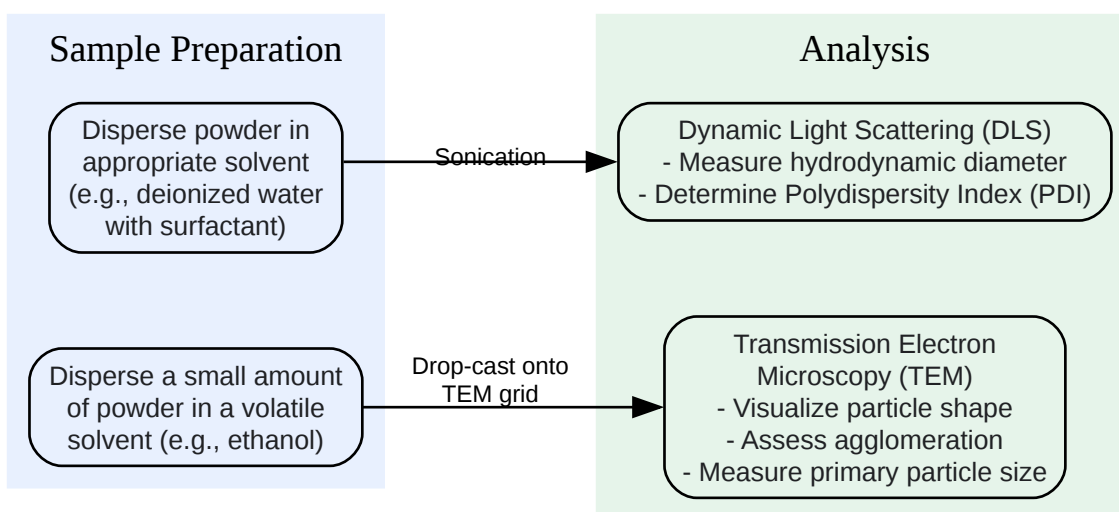 Sample Preparation
Analysis
Disperse powder in
appropriate solvent
(e.g., deionized water
with surfactant)
Sonication
Dynamic Light Scattering (DLS)
- Measure hydrodynamic diameter
- Determine Polydispersity Index (PDI)
Disperse a small amount
of powder in a volatile
solvent (e.g., ethanol)
Drop-cast onto
TEM grid
Transmission Electron
Microscopy (TEM)
- Visualize particle shape
- Assess agglomeration
- Measure primary particle size